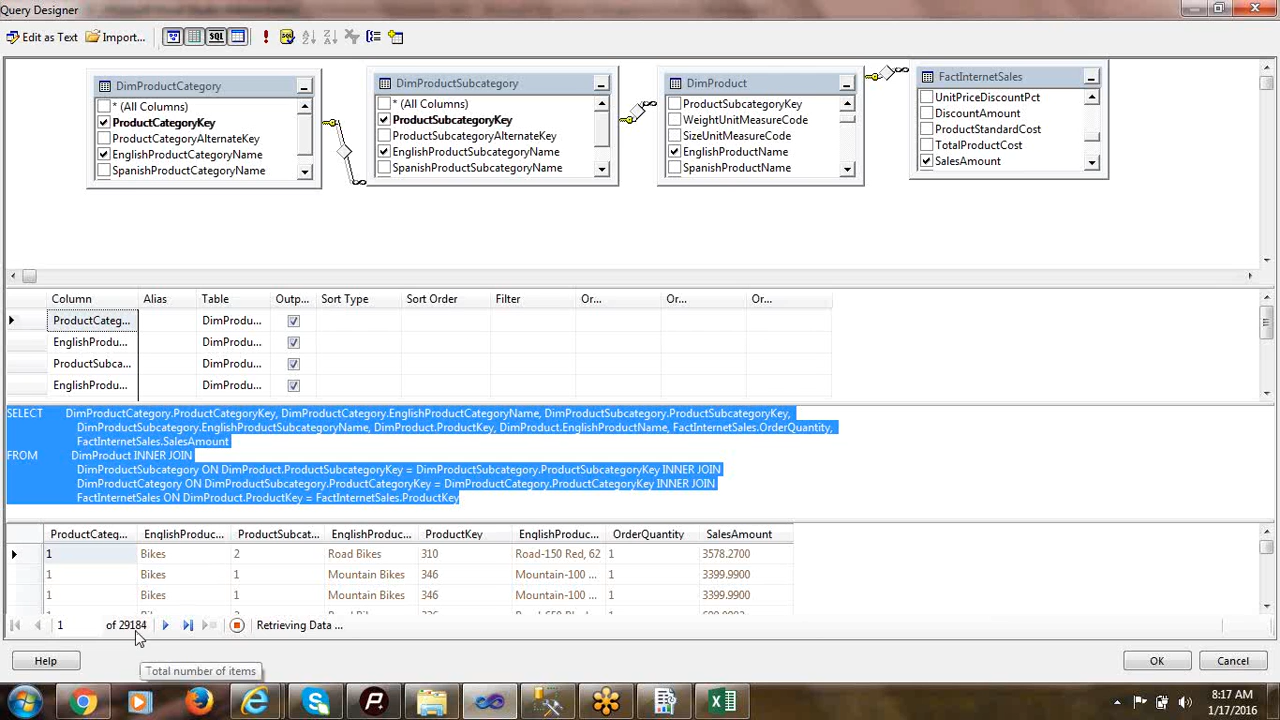 Query Designer
Edit as Text Import...
DimProductCategory
* (All Columns)
ProductCategoryKey
ProductCategoryAlternateKey
EnglishProductCategoryName
SpanishProductCategoryName
DimProductSubcategory
* (All Columns)
ProductSubcategoryKey
ProductSubcategoryAlternateKey
EnglishProductSubcategoryName
SpanishProductSubcategoryName
DimProduct
ProductSubcategoryKey
WeightUnitMeasureCode
SizeUnitMeasureCode
EnglishProductName
SpanishProductName
FactInternetSales
UnitPriceDiscountPct
DiscountAmount
ProductStandardCost
TotalProductCost
SalesAmount
Column Alias Table Outp... Sort Type Sort Order Filter Or... Or... Or...
ProductCateg... DimProdu...
EnglishProdu... DimProdu...
ProductSubca... DimProdu...
EnglishProdu... DimProdu...
SELECT DimProductCategory.ProductCategoryKey, DimProductCategory.EnglishProductCategoryName, DimProductSubcategory.ProductSubcategoryKey,
DimProductSubcategory.EnglishProductSubcategoryName, DimProduct.ProductKey, DimProduct.EnglishProductName, FactInternetSales.OrderQuantity,
FactInternetSales.SalesAmount
FROM DimProduct INNER JOIN
DimProductSubcategory ON DimProduct.ProductSubcategoryKey = DimProductSubcategory.ProductSubcategoryKey INNER JOIN
DimProductCategory ON DimProductSubcategory.ProductCategoryKey = DimProductCategory.ProductCategoryKey INNER JOIN
FactInternetSales ON DimProduct.ProductKey = FactInternetSales.ProductKey
ProductCateg... EnglishProduc... ProductSubcat... EnglishProduc... ProductKey EnglishProduc... OrderQuantity SalesAmount
1 Bikes 2 Road Bikes 310 Road-150 Red, 62 1 3578.2700
1 Bikes 1 Mountain Bikes 346 Mountain-100 ... 1 3399.9900
1 Bikes 1 Mountain Bikes 346 Mountain-100 ... 1 3399.9900
1 of 29184 Retrieving Data ...
Help
Total number of items
OK Cancel
8:17 AM
1/17/2016